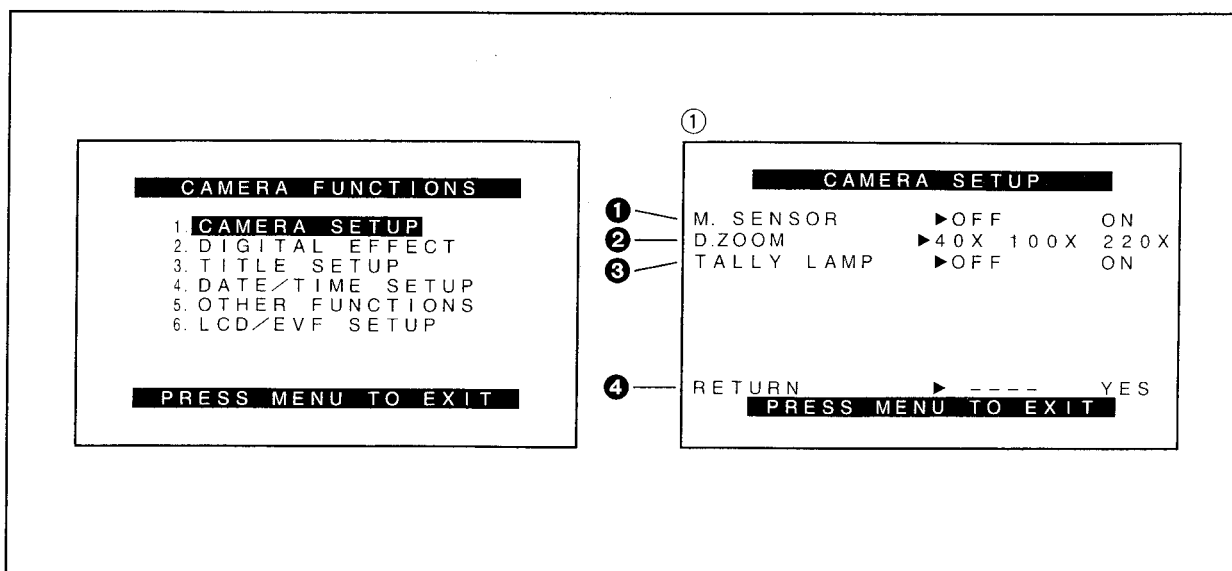 CAMERA FUNCTIONS
1. CAMERA SETUP
2. DIGITAL EFFECT
3. TITLE SETUP
4. DATE/TIME SETUP
5. OTHER FUNCTIONS
6. LCD/EVF SETUP
PRESS MENU TO EXIT
①
CAMERA SETUP
❶ M. SENSOR ▶OFF ON
❷ D.ZOOM ▶40X 100X 220X
❸ TALLY LAMP ▶OFF ON
❹ RETURN ▶ ---- YES
PRESS MENU TO EXIT